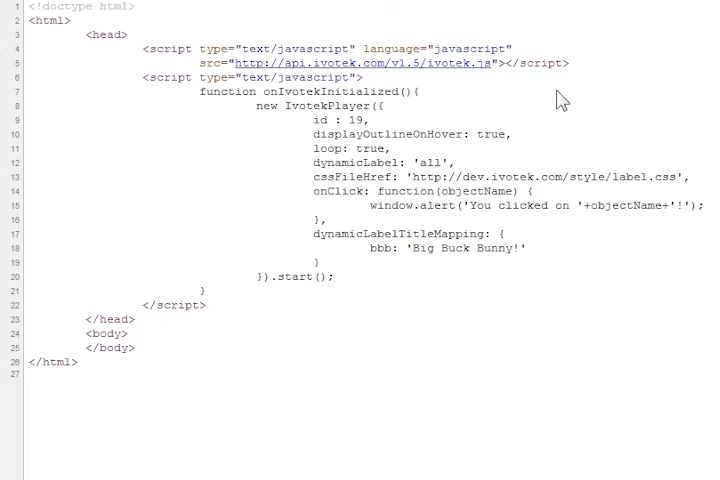 1 <!doctype html>
2 <html>
3 <head>
4 <script type="text/javascript" language="javascript"
5 src="http://api.ivotek.com/v1.5/ivotek.js"></script>
6 <script type="text/javascript">
7 function onIvotekInitialized(){
8 new IvotekPlayer({
9 id : 19,
10 displayOutlineOnHover: true,
11 loop: true,
12 dynamicLabel: 'all',
13 cssFileHref: 'http://dev.ivotek.com/style/label.css',
14 onClick: function(objectName) {
15 window.alert('You clicked on '+objectName+'!');
16 },
17 dynamicLabelTitleMapping: {
18 bbb: 'Big Buck Bunny!'
19 }
20 }).start();
21 }
22 </script>
23 </head>
24 <body>
25 </body>
26 </html>
27